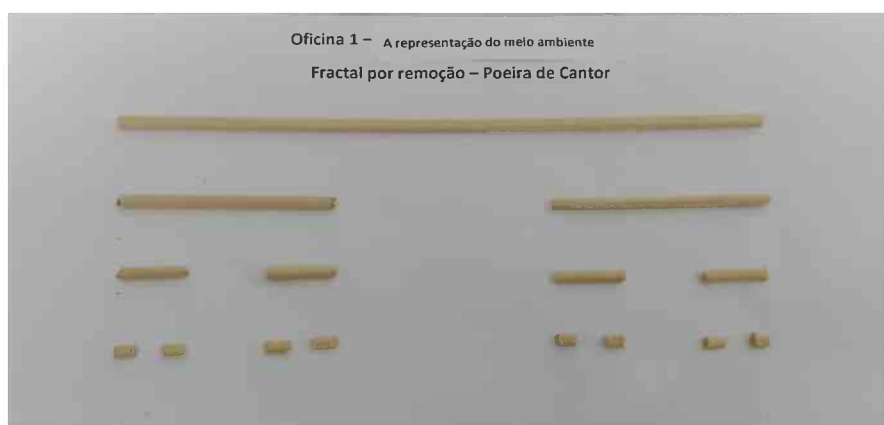 Oficina 1 – A representação do meio ambiente
Fractal por remoção – Poeira de Cantor